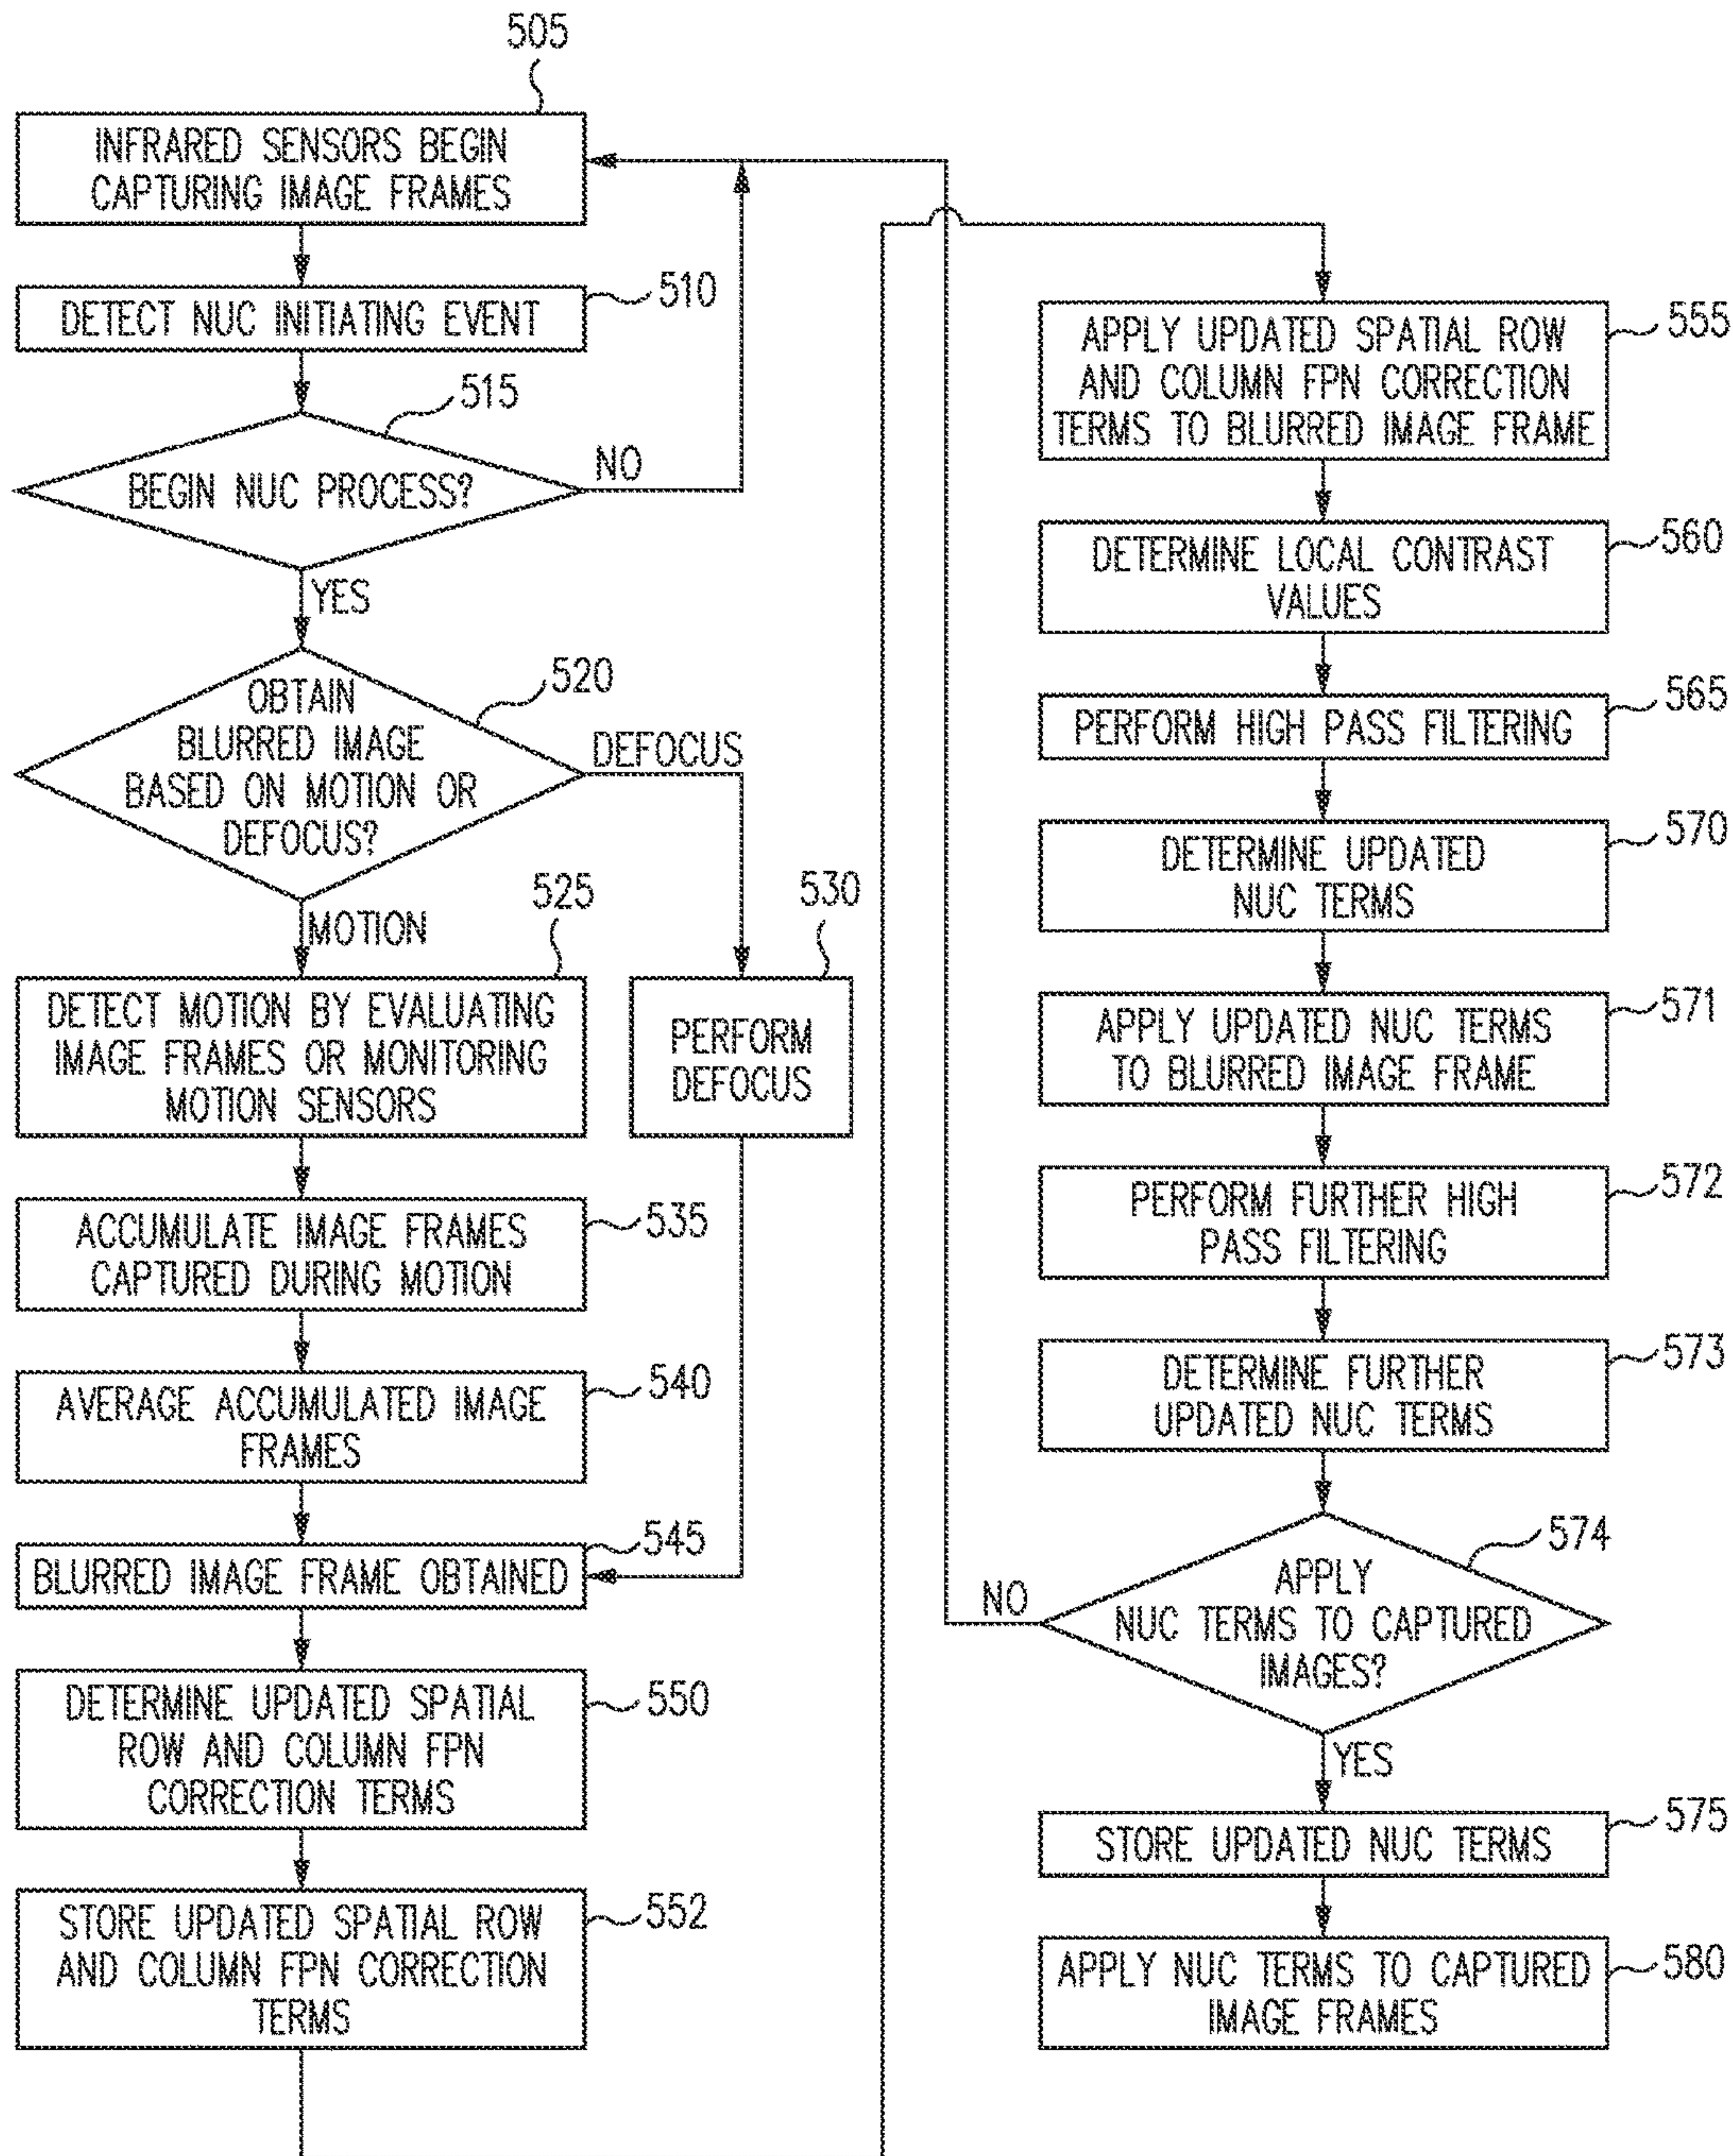 505
INFRARED SENSORS BEGIN
CAPTURING IMAGE FRAMES
DETECT NUC INITIATING EVENT
510
515
BEGIN NUC PROCESS?
NO
YES
520
OBTAIN
BLURRED IMAGE
BASED ON MOTION OR
DEFOCUS?
DEFOCUS
MOTION
525
DETECT MOTION BY EVALUATING
IMAGE FRAMES OR MONITORING
MOTION SENSORS
530
PERFORM
DEFOCUS
ACCUMULATE IMAGE FRAMES
CAPTURED DURING MOTION
535
AVERAGE ACCUMULATED IMAGE
FRAMES
540
BLURRED IMAGE FRAME OBTAINED
545
DETERMINE UPDATED SPATIAL
ROW AND COLUMN FPN
CORRECTION TERMS
550
STORE UPDATED SPATIAL ROW
AND COLUMN FPN CORRECTION
TERMS
552
APPLY UPDATED SPATIAL ROW
AND COLUMN FPN CORRECTION
TERMS TO BLURRED IMAGE FRAME
555
DETERMINE LOCAL CONTRAST
VALUES
560
PERFORM HIGH PASS FILTERING
565
DETERMINE UPDATED
NUC TERMS
570
APPLY UPDATED NUC TERMS
TO BLURRED IMAGE FRAME
571
PERFORM FURTHER HIGH
PASS FILTERING
572
DETERMINE FURTHER
UPDATED NUC TERMS
573
574
APPLY
NUC TERMS TO CAPTURED
IMAGES?
NO
YES
STORE UPDATED NUC TERMS
575
APPLY NUC TERMS TO CAPTURED
IMAGE FRAMES
580